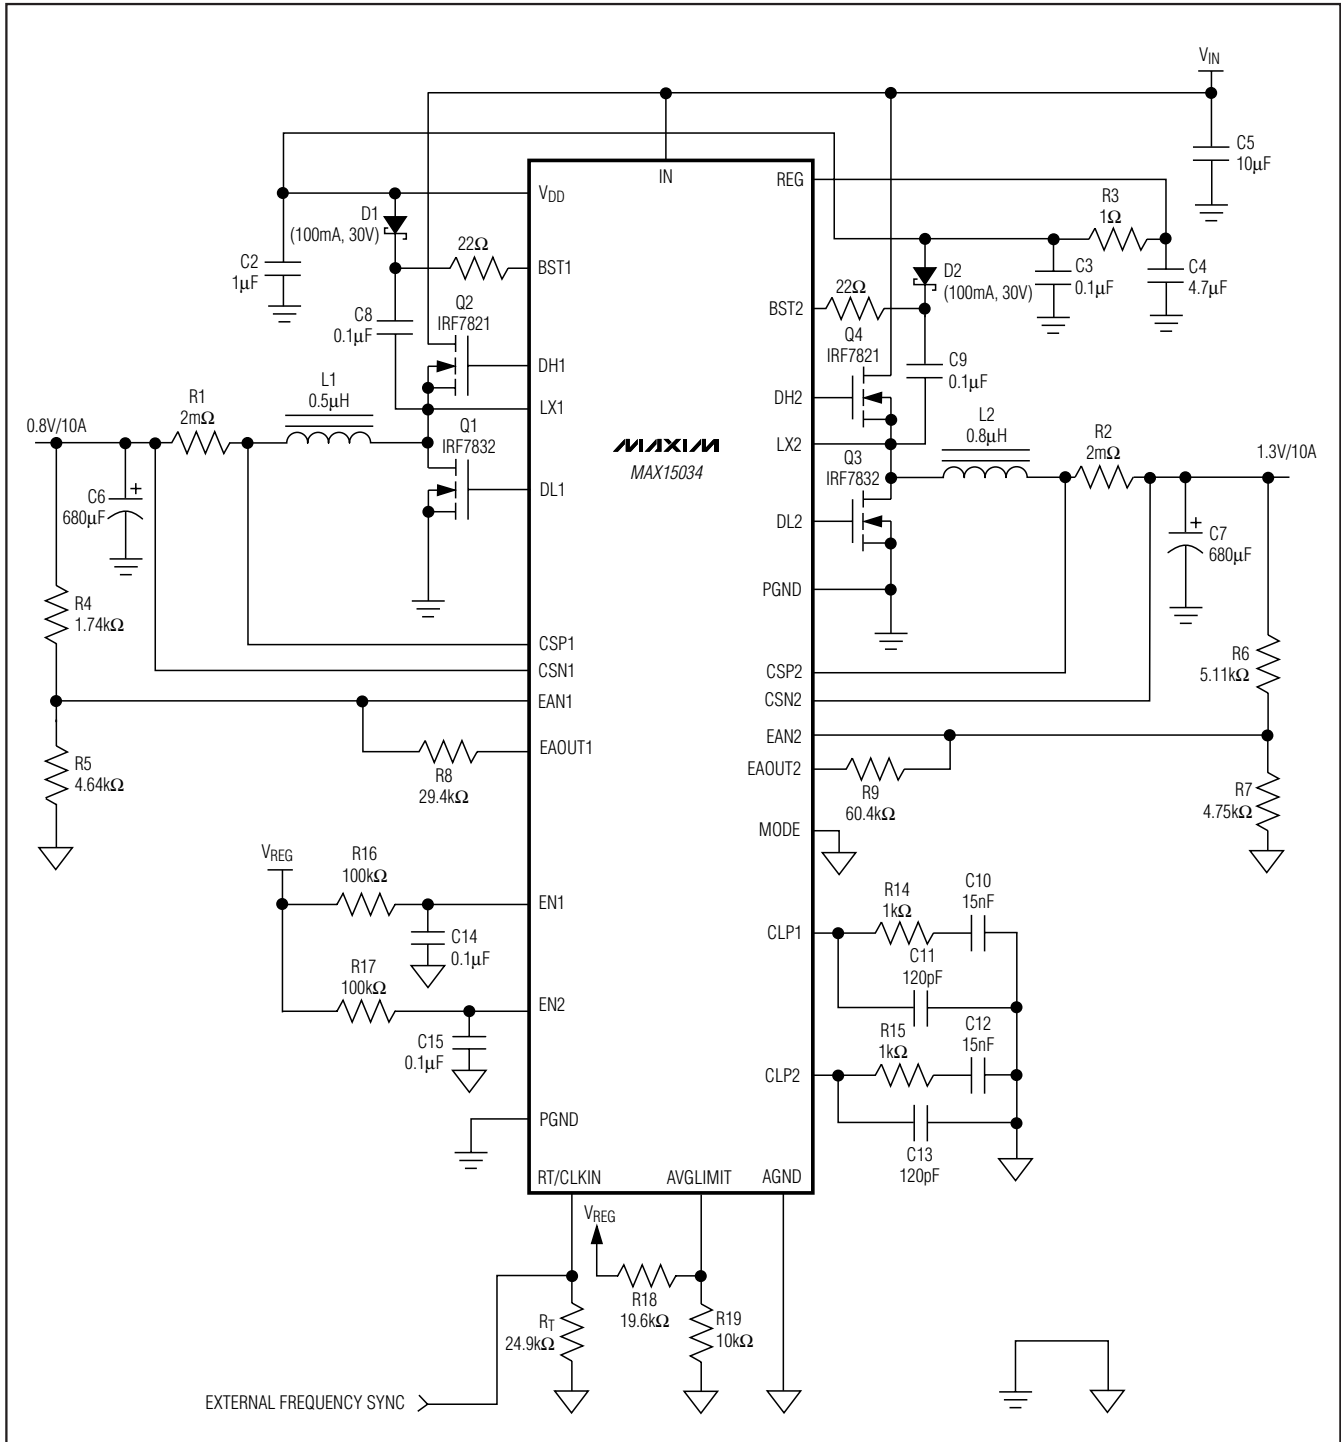 VIN
C5
10µF
IN
REG
VDD
D1
(100mA, 30V)
R3
1Ω
C2
1µF
22Ω
BST1
D2
(100mA, 30V)
C3
0.1µF
C4
4.7µF
22Ω
BST2
Q2
IRF7821
C8
0.1µF
Q4
IRF7821
DH1
C9
0.1µF
DH2
LX1
L1
0.5µH
R1
2mΩ
0.8V/10A
Q1
IRF7832
MAXIM
MAX15034
LX2
L2
0.8µH
R2
2mΩ
1.3V/10A
Q3
IRF7832
DL1
DL2
C6
680µF
+
+
C7
680µF
PGND
R4
1.74kΩ
CSP1
CSN1
CSP2
CSN2
R6
5.11kΩ
EAN1
EAN2
EAOUT1
EAOUT2
R5
4.64kΩ
R8
29.4kΩ
R9
60.4kΩ
R7
4.75kΩ
MODE
VREG
R16
100kΩ
EN1
C14
0.1µF
R14
1kΩ
C10
15nF
CLP1
C11
120pF
R17
100kΩ
EN2
C15
0.1µF
R15
1kΩ
C12
15nF
CLP2
C13
120pF
PGND
RT/CLKIN
AVGLIMIT
AGND
VREG
R18
19.6kΩ
RT
24.9kΩ
R19
10kΩ
EXTERNAL FREQUENCY SYNC